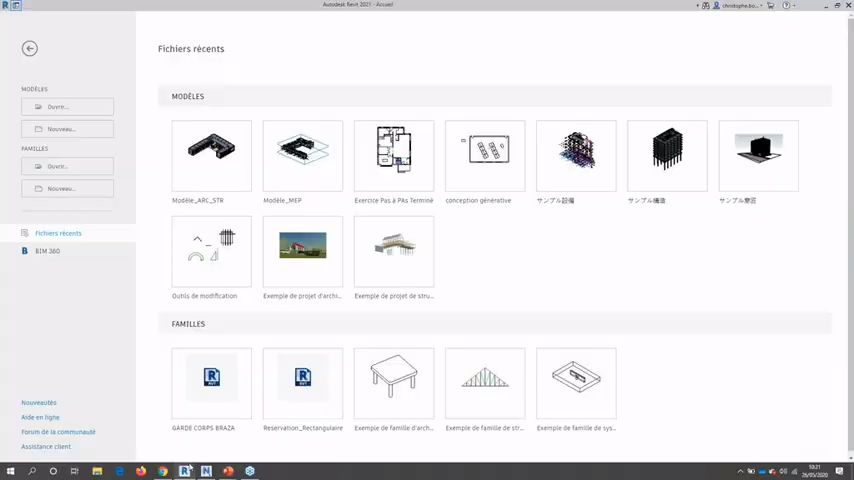 Autodesk Revit 2021 - Accueil
christophe.bo...
Fichiers récents
MODÈLES
Ouvrir...
Nouveau...
FAMILLES
Ouvrir...
Nouveau...
Fichiers récents
BIM 360
MODÈLES
Modèle_ARC_STR
Modèle_MEP
Exercice Pas à PAs Terminé
conception générative
サンプル設備
サンプル構造
サンプル意匠
Outils de modification
Exemple de projet d'archi...
Exemple de projet de stru...
FAMILLES
R RVT
R RVT
GARDE CORPS BRAZA
Reservation_Rectangulaire
Exemple de famille d'arch...
Exemple de famille de str...
Exemple de famille de sys...
Nouveautés
Aide en ligne
Forum de la communauté
Assistance client
10:21
26/05/2020